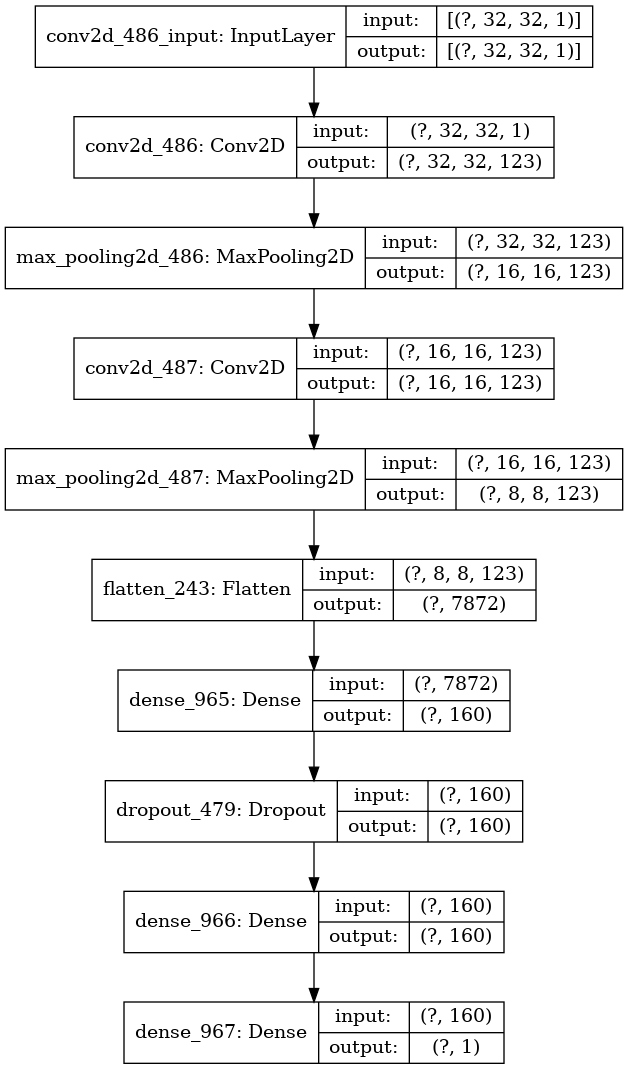 conv2d_486_input: InputLayer
input:
[(?, 32, 32, 1)]
output:
[(?, 32, 32, 1)]
conv2d_486: Conv2D
input:
(?, 32, 32, 1)
output:
(?, 32, 32, 123)
max_pooling2d_486: MaxPooling2D
input:
(?, 32, 32, 123)
output:
(?, 16, 16, 123)
conv2d_487: Conv2D
input:
(?, 16, 16, 123)
output:
(?, 16, 16, 123)
max_pooling2d_487: MaxPooling2D
input:
(?, 16, 16, 123)
output:
(?, 8, 8, 123)
flatten_243: Flatten
input:
(?, 8, 8, 123)
output:
(?, 7872)
dense_965: Dense
input:
(?, 7872)
output:
(?, 160)
dropout_479: Dropout
input:
(?, 160)
output:
(?, 160)
dense_966: Dense
input:
(?, 160)
output:
(?, 160)
dense_967: Dense
input:
(?, 160)
output:
(?, 1)